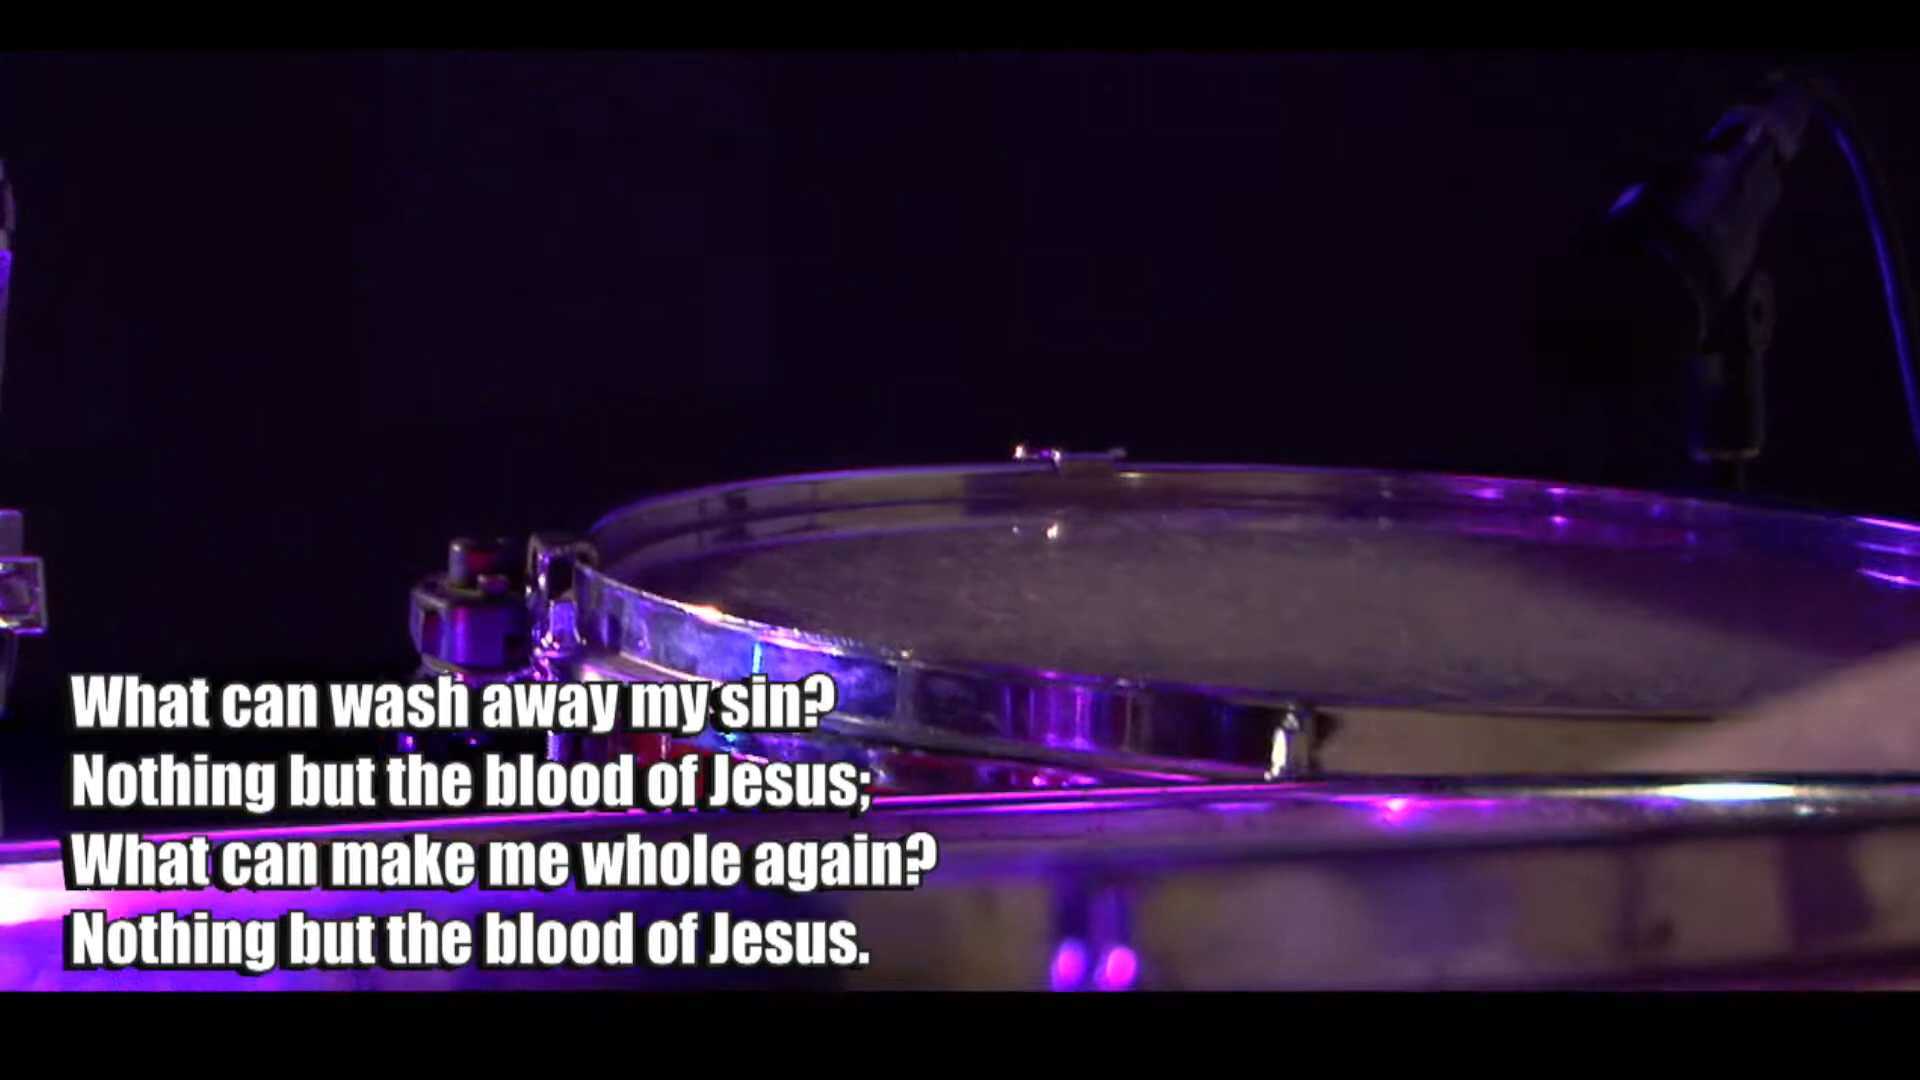 What can wash away my sin?
Nothing but the blood of Jesus;
What can make me whole again?
Nothing but the blood of Jesus.